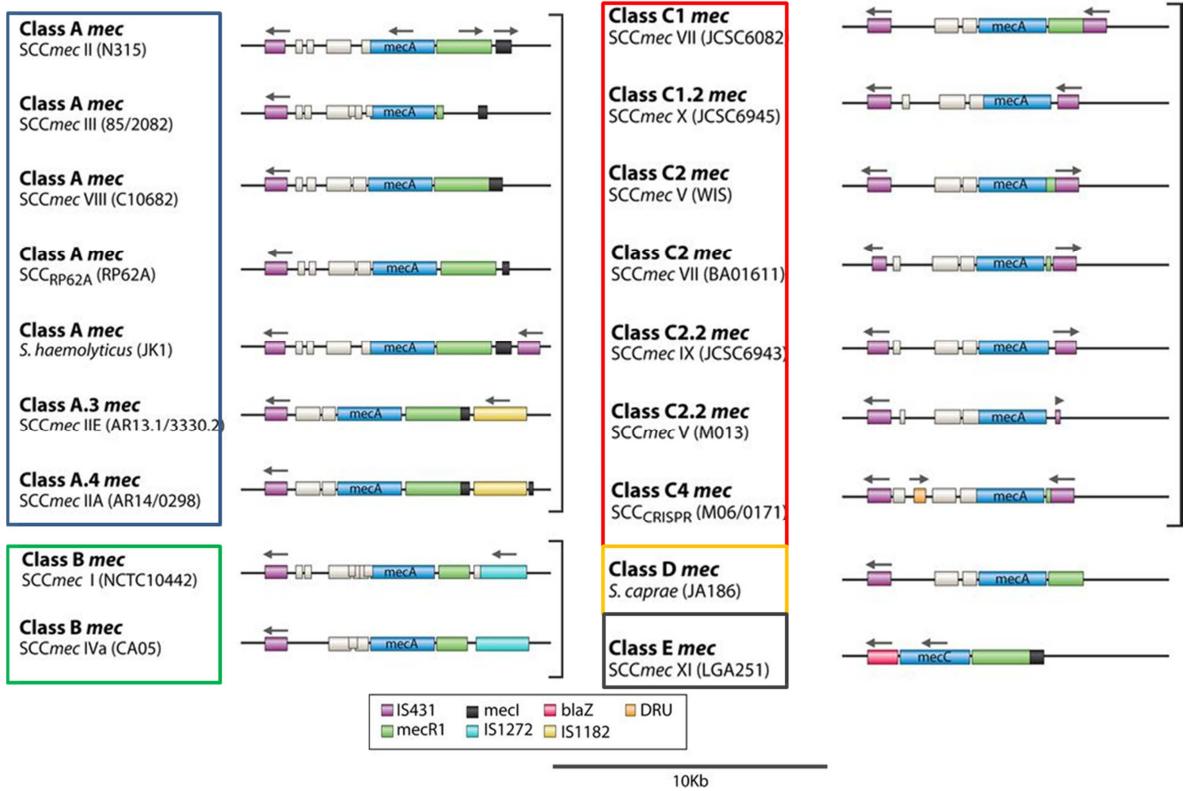 Class A mec
SCCmec II (N315)
mecA
Class A mec
SCCmec III (85/2082)
mecA
Class A mec
SCCmec VIII (C10682)
mecA
Class A mec
SCCRP62A (RP62A)
mecA
Class A mec
S. haemolyticus (JK1)
mecA
Class A.3 mec
SCCmec IIE (AR13.1/3330.2)
mecA
Class A.4 mec
SCCmec IIA (AR14/0298)
mecA
Class B mec
SCCmec I (NCTC10442)
mecA
Class B mec
SCCmec IVa (CA05)
mecA
Class C1 mec
SCCmec VII (JCSC6082
mecA
Class C1.2 mec
SCCmec X (JCSC6945)
mecA
Class C2 mec
SCCmec V (WIS)
mecA
Class C2 mec
SCCmec VII (BA01611)
mecA
Class C2.2 mec
SCCmec IX (JCSC6943)
mecA
Class C2.2 mec
SCCmec V (M013)
mecA
Class C4 mec
SCCCRISPR (M06/0171)
mecA
Class D mec
S. caprae (JA186)
mecA
Class E mec
SCCmec XI (LGA251)
mecC
IS431 mecI blaZ DRU
mecR1 IS1272 IS1182
10Kb